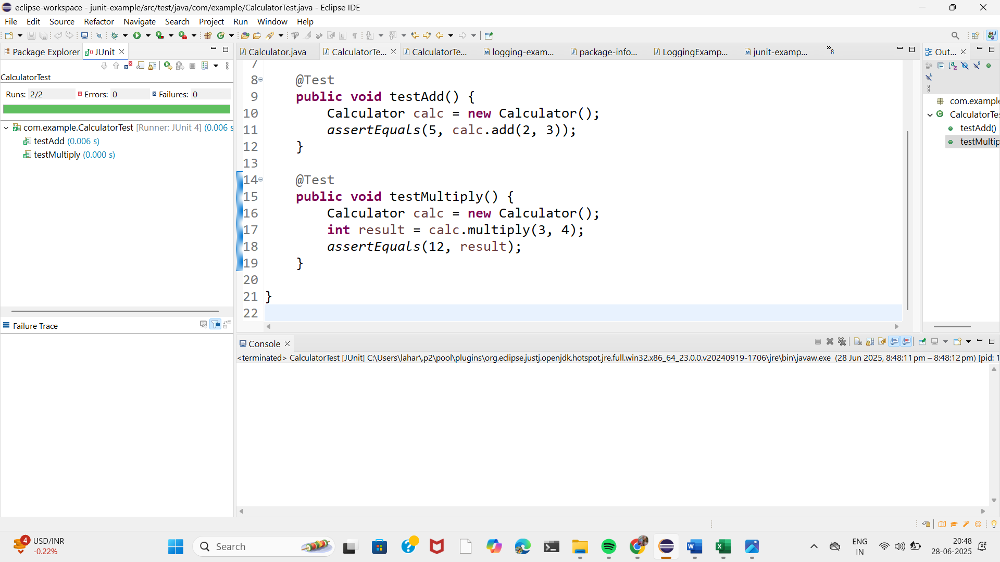 eclipse-workspace - junit-example/src/test/java/com/example/CalculatorTest.java - Eclipse IDE
File Edit Source Refactor Navigate Search Project Run Window Help
Package Explorer JUnit
CalculatorTest
Runs: 2/2 Errors: 0 Failures: 0
com.example.CalculatorTest [Runner: JUnit 4] (0.006 s
testAdd (0.006 s)
testMultiply (0.000 s)
Failure Trace
Calculator.java CalculatorTe... CalculatorTe... logging-exam... package-info... LoggingExamp... junit-examp... »8
7
8 @Test
9 public void testAdd() {
10 Calculator calc = new Calculator();
11 assertEquals(5, calc.add(2, 3));
12 }
13
14 @Test
15 public void testMultiply() {
16 Calculator calc = new Calculator();
17 int result = calc.multiply(3, 4);
18 assertEquals(12, result);
19 }
20
21 }
22
Out...
com.example
CalculatorTe
testAdd()
testMultip
Console
<terminated> CalculatorTest [JUnit] C:\Users\lahar\.p2\pool\plugins\org.eclipse.justj.openjdk.hotspot.jre.full.win32.x86_64_23.0.0.v20240919-1706\jre\bin\javaw.exe (28 Jun 2025, 8:48:11 pm – 8:48:12 pm) [pid: 1
4
USD/INR
-0.22%
Search
ENG
IN
20:48
28-06-2025